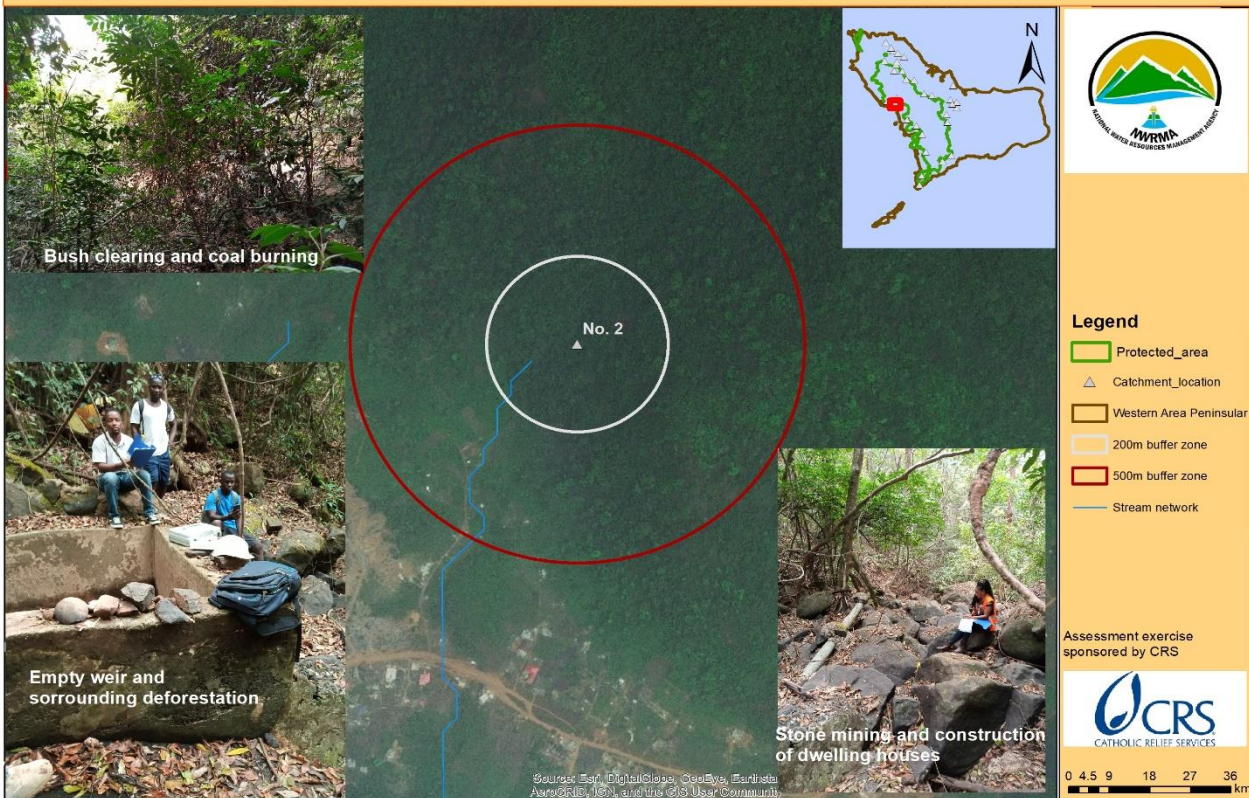 Bush clearing and coal burning
No. 2
Empty weir and
sorrounding deforestation
Stone mining and construction
of dwelling houses
Source: Esri, DigitalGlobe, GeoEye, Earthsta
AeroGRID, IGN, and the GIS User Communit
N
NATIONAL WATER RESOURCES MANAGEMENT AGENCY
NWRMA
Legend
Protected_area
Catchment_location
Western Area Peninsular
200m buffer zone
500m buffer zone
Stream network
Assessment exercise
sponsored by CRS
CRS
CATHOLIC RELIEF SERVICES
0 4.5 9 18 27 36
km